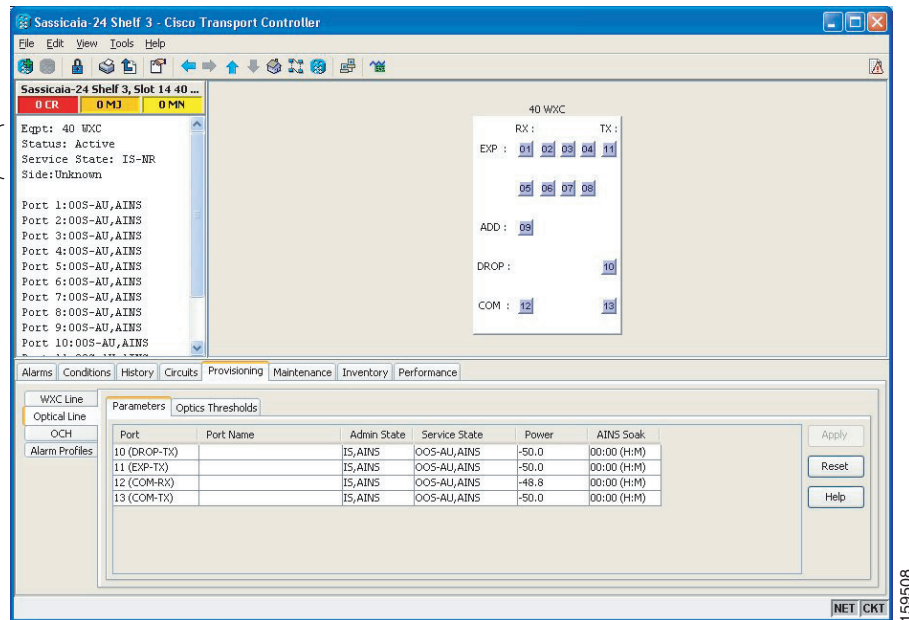 Sassicaia-24 Shelf 3 - Cisco Transport Controller
File Edit View Tools Help
Sassicaia-24 Shelf 3, Slot 14 40 ...
0 CR 0 MJ 0 MN
Eqpt: 40 WXC
Status: Active
Service State: IS-NR
Side:Unknown
Port 1:OOS-AU,AINS
Port 2:OOS-AU,AINS
Port 3:OOS-AU,AINS
Port 4:OOS-AU,AINS
Port 5:OOS-AU,AINS
Port 6:OOS-AU,AINS
Port 7:OOS-AU,AINS
Port 8:OOS-AU,AINS
Port 9:OOS-AU,AINS
Port 10:OOS-AU,AINS
40 WXC
RX : TX :
EXP : 01 02 03 04 11
05 06 07 08
ADD : 09
DROP : 10
COM : 12 13
Alarms Conditions History Circuits Provisioning Maintenance Inventory Performance
WXC Line
Optical Line
OCH
Alarm Profiles
Parameters Optics Thresholds
Port Port Name Admin State Service State Power AINS Soak
10 (DROP-TX) IS,AINS OOS-AU,AINS -50.0 00:00 (H:M)
11 (EXP-TX) IS,AINS OOS-AU,AINS -50.0 00:00 (H:M)
12 (COM-RX) IS,AINS OOS-AU,AINS -48.8 00:00 (H:M)
13 (COM-TX) IS,AINS OOS-AU,AINS -50.0 00:00 (H:M)
Apply
Reset
Help
NET CKT
159508